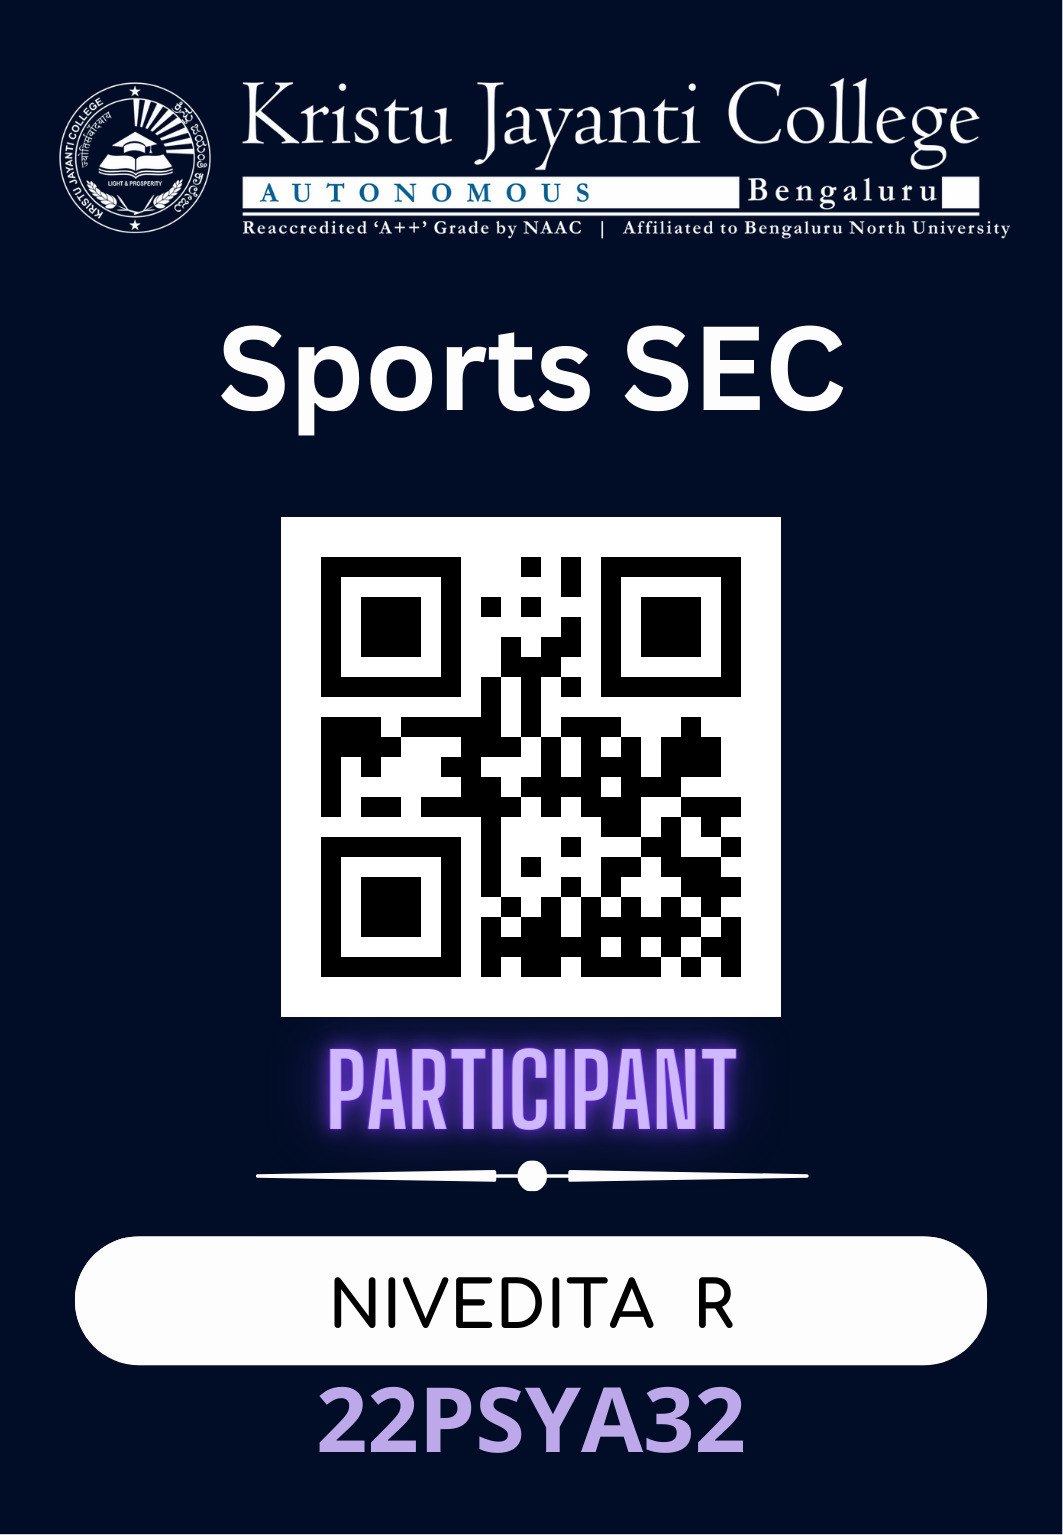 Kristu Jayanti College
AUTONOMOUS Bengaluru
Reaccredited ‘A++’ Grade by NAAC | Affiliated to Bengaluru North University
KRISTU JAYANTI COLLEGE
LIGHT & PROSPERITY
Sports SEC
PARTICIPANT
NIVEDITA R
22PSYA32